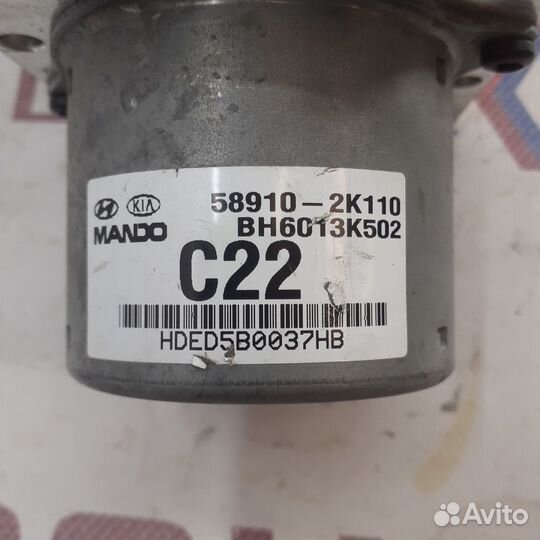 58910-2K110
KIA
MANDO BH6013K502
C22
HDED5B0037HB
Avito